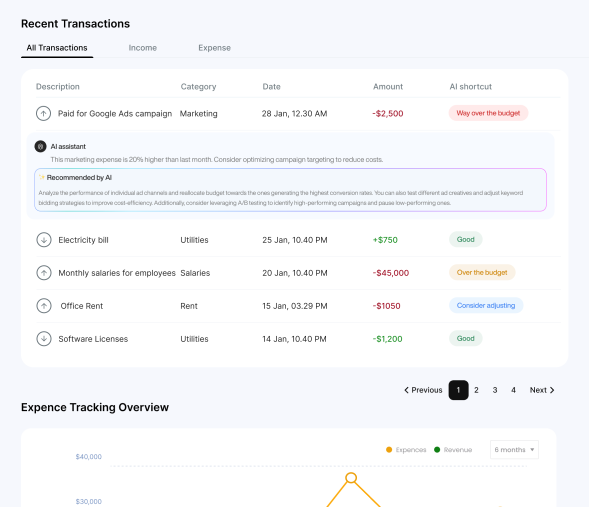 Recent Transactions
All Transactions Income Expense
Description Category Date Amount AI shortcut
Paid for Google Ads campaign Marketing 28 Jan, 12.30 AM -$2,500 Way over the budget
AI assistant
This marketing expense is 20% higher than last month. Consider optimizing campaign targeting to reduce costs.
Recommended by AI
Analyze the performance of individual ad channels and reallocate budget towards the ones generating the highest conversion rates. You can also test different ad creatives and adjust keyword
bidding strategies to improve cost-efficiency. Additionally, consider leveraging A/B testing to identify high-performing campaigns and pause low-performing ones.
Electricity bill Utilities 25 Jan, 10.40 PM +$750 Good
Monthly salaries for employees Salaries 20 Jan, 10.40 PM -$45,000 Over the budget
Office Rent Rent 15 Jan, 03.29 PM -$1050 Consider adjusting
Software Licenses Utilities 14 Jan, 10.40 PM -$1,200 Good
Previous 1 2 3 4 Next
Expence Tracking Overview
Expences Revenue 6 months
$40,000
$30,000